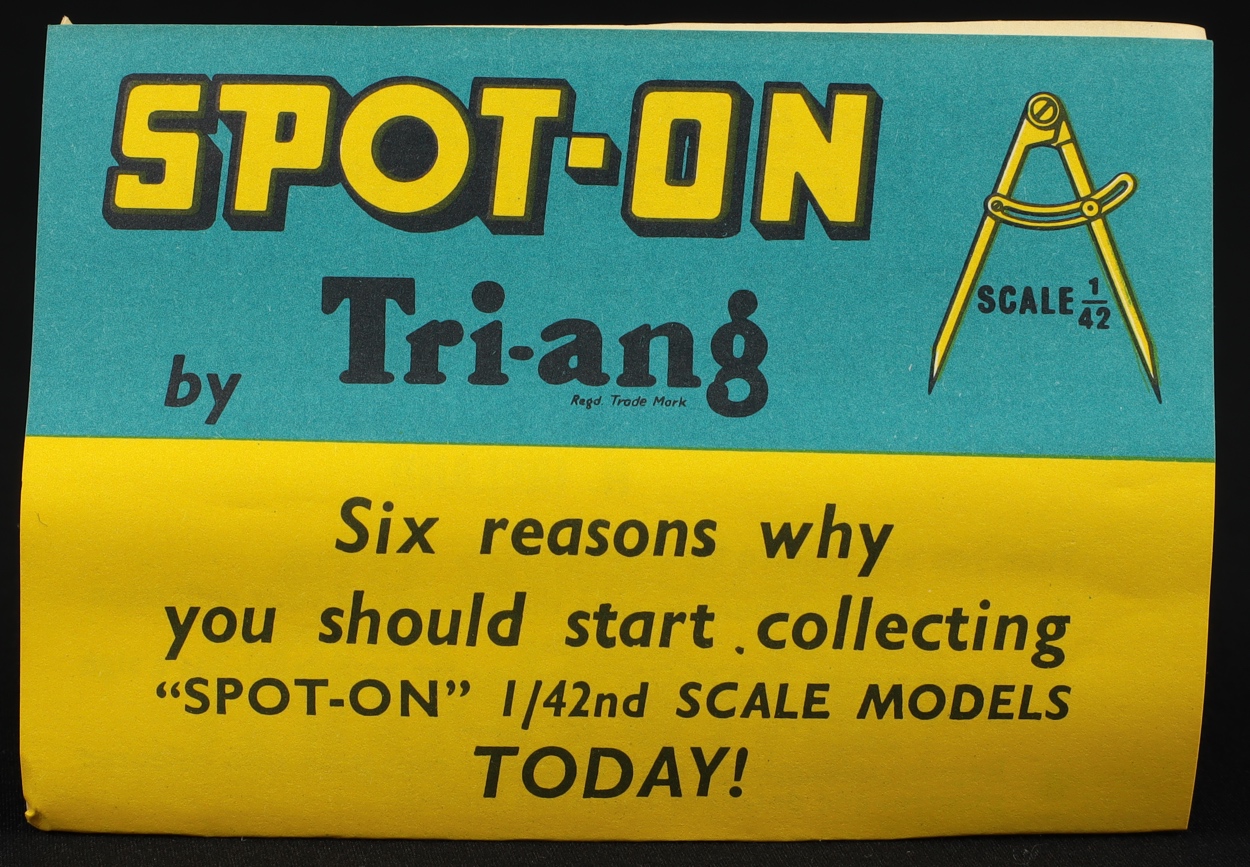 SPOT-ON
by Tri-ang
Regd. Trade Mark
SCALE 1/42
Six reasons why
you should start collecting
“SPOT-ON” 1/42nd SCALE MODELS
TODAY!